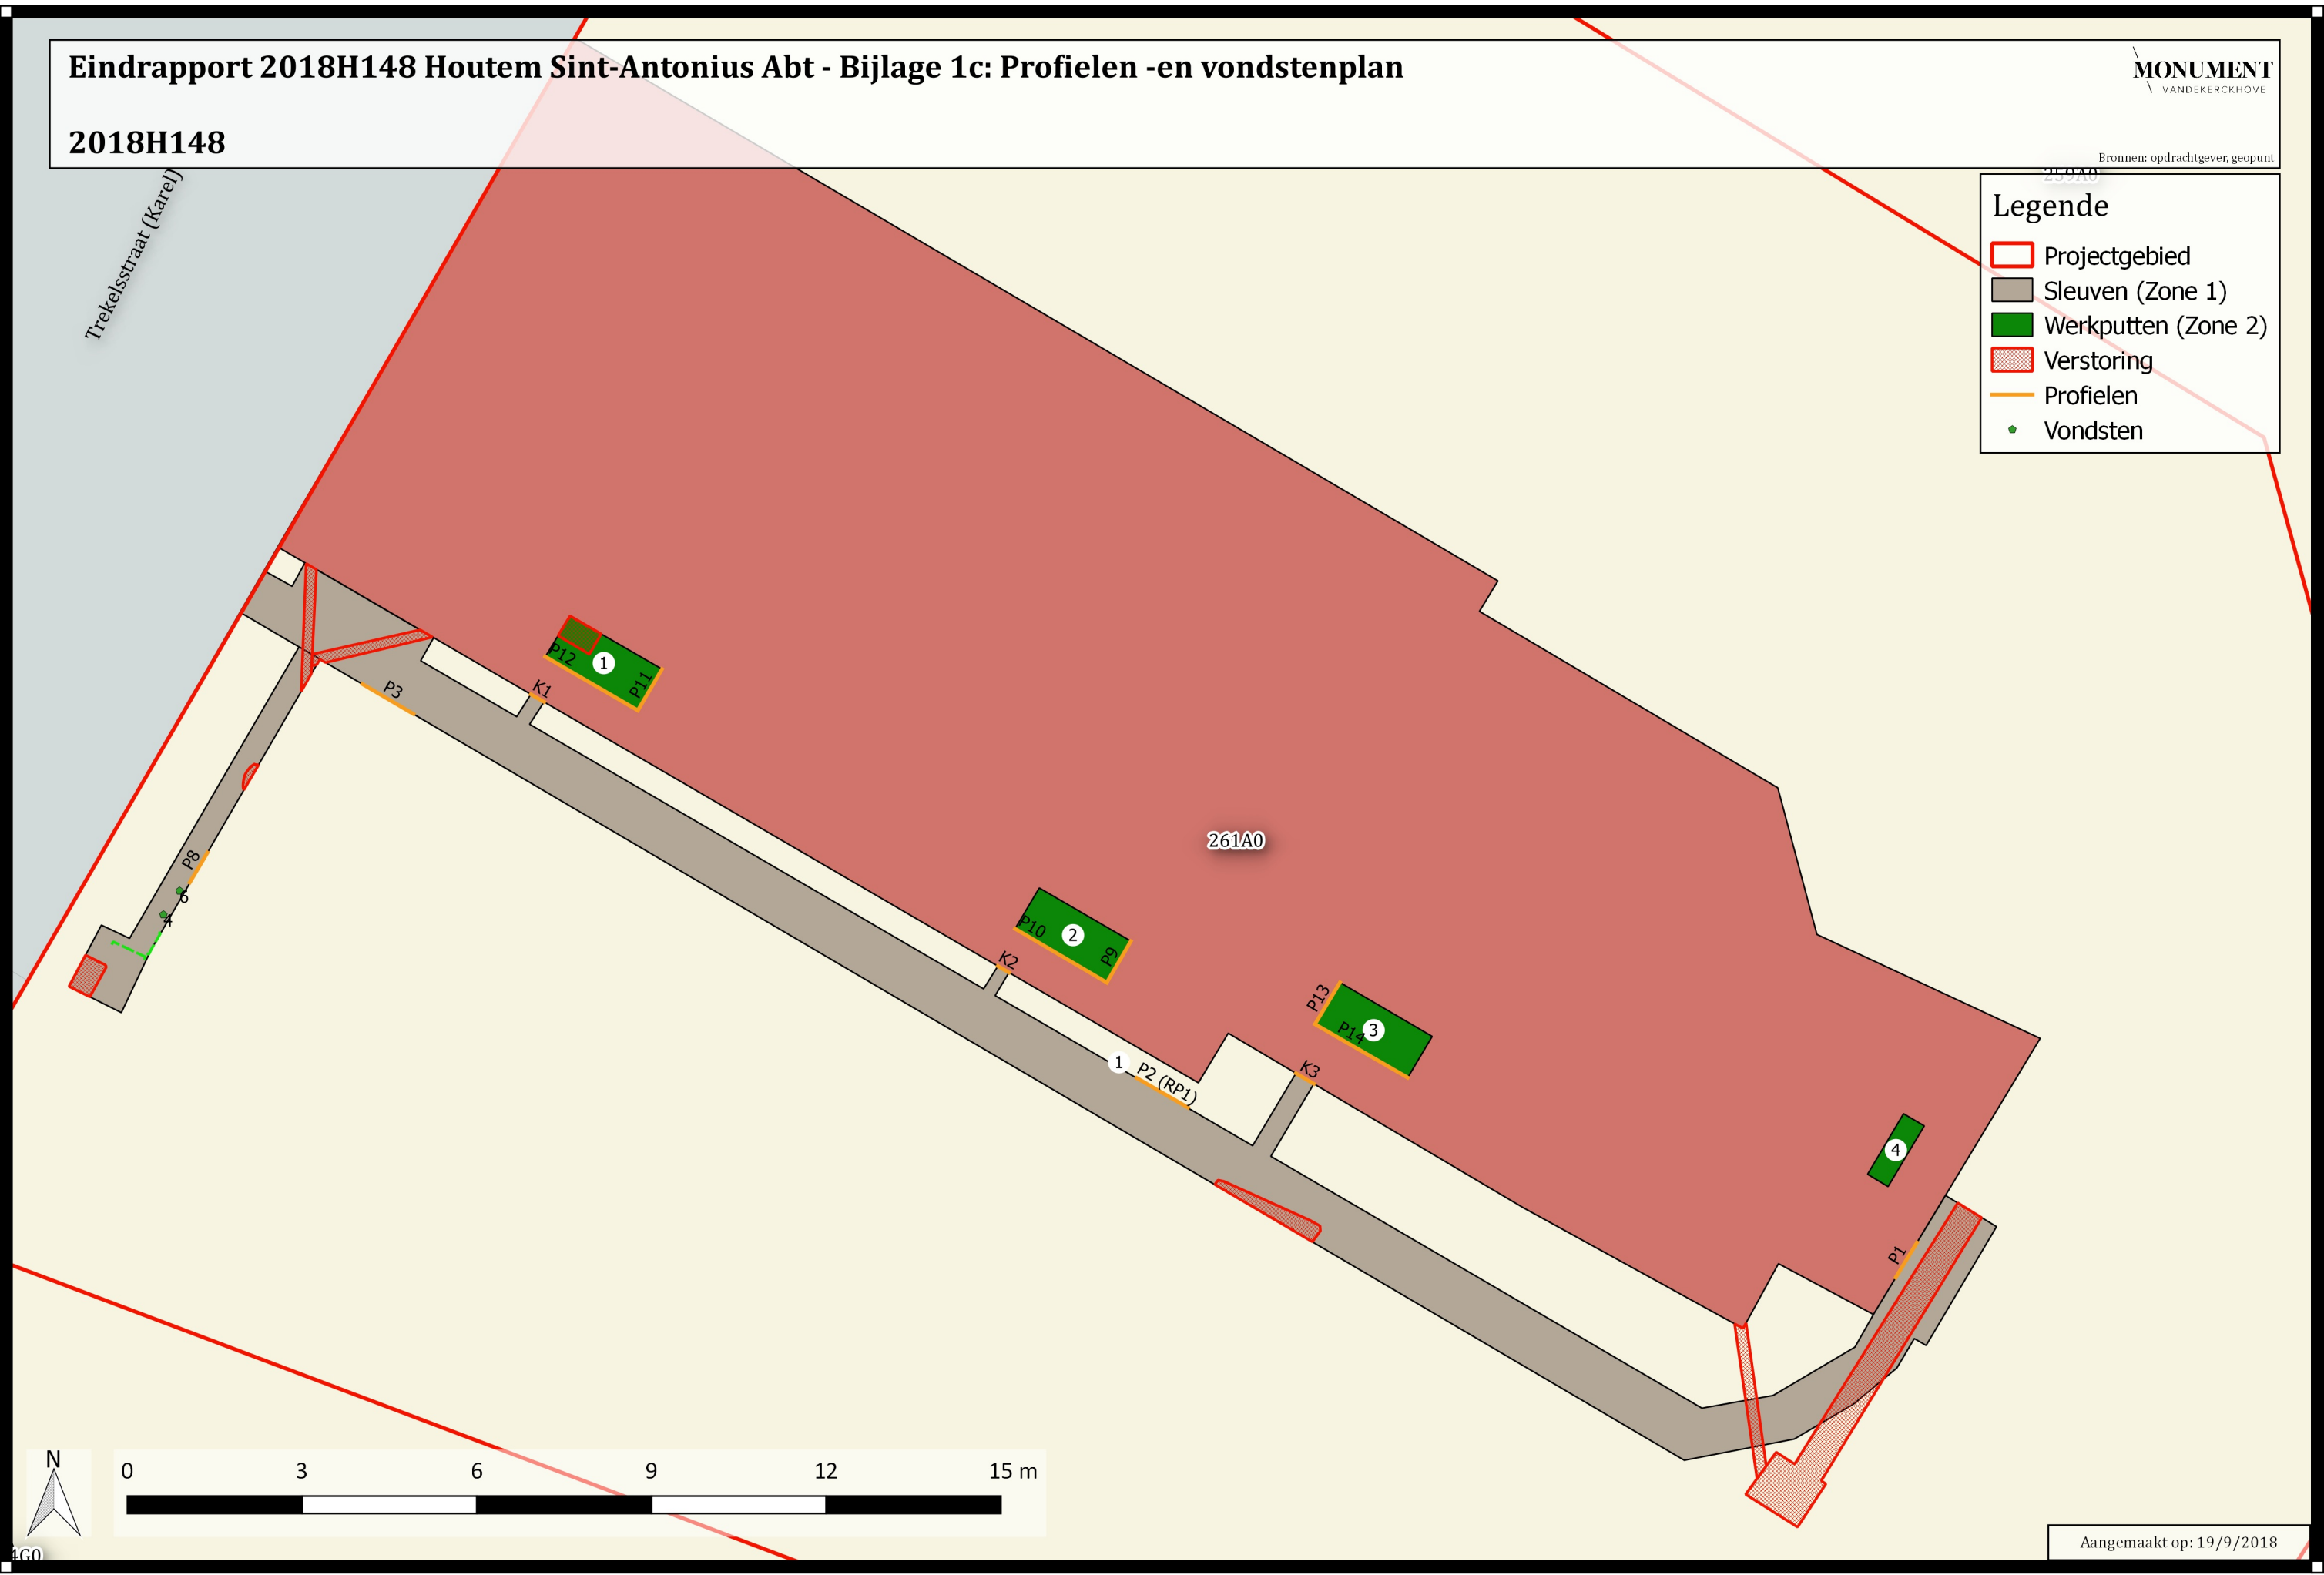 Eindrapport 2018H148 Houtem Sint-Antonius Abt - Bijlage 1c: Profielen -en vondstenplan
2018H148
MONUMENT
VANDEKERCKHOVE
Bronnen: opdrachtgever, geopunt
259A0
Legende
Projectgebied
Sleuven (Zone 1)
Werkputten (Zone 2)
Verstoring
Profielen
Vondsten
Trekelsstraat (Karel)
P12
1
P11
K1
P3
261A0
P8
6
4
P10
2
P9
K2
P13
P14
3
K3
1
P2 (RP1)
4
P1
N
0 3 6 9 12 15 m
4G0
Aangemaakt op: 19/9/2018